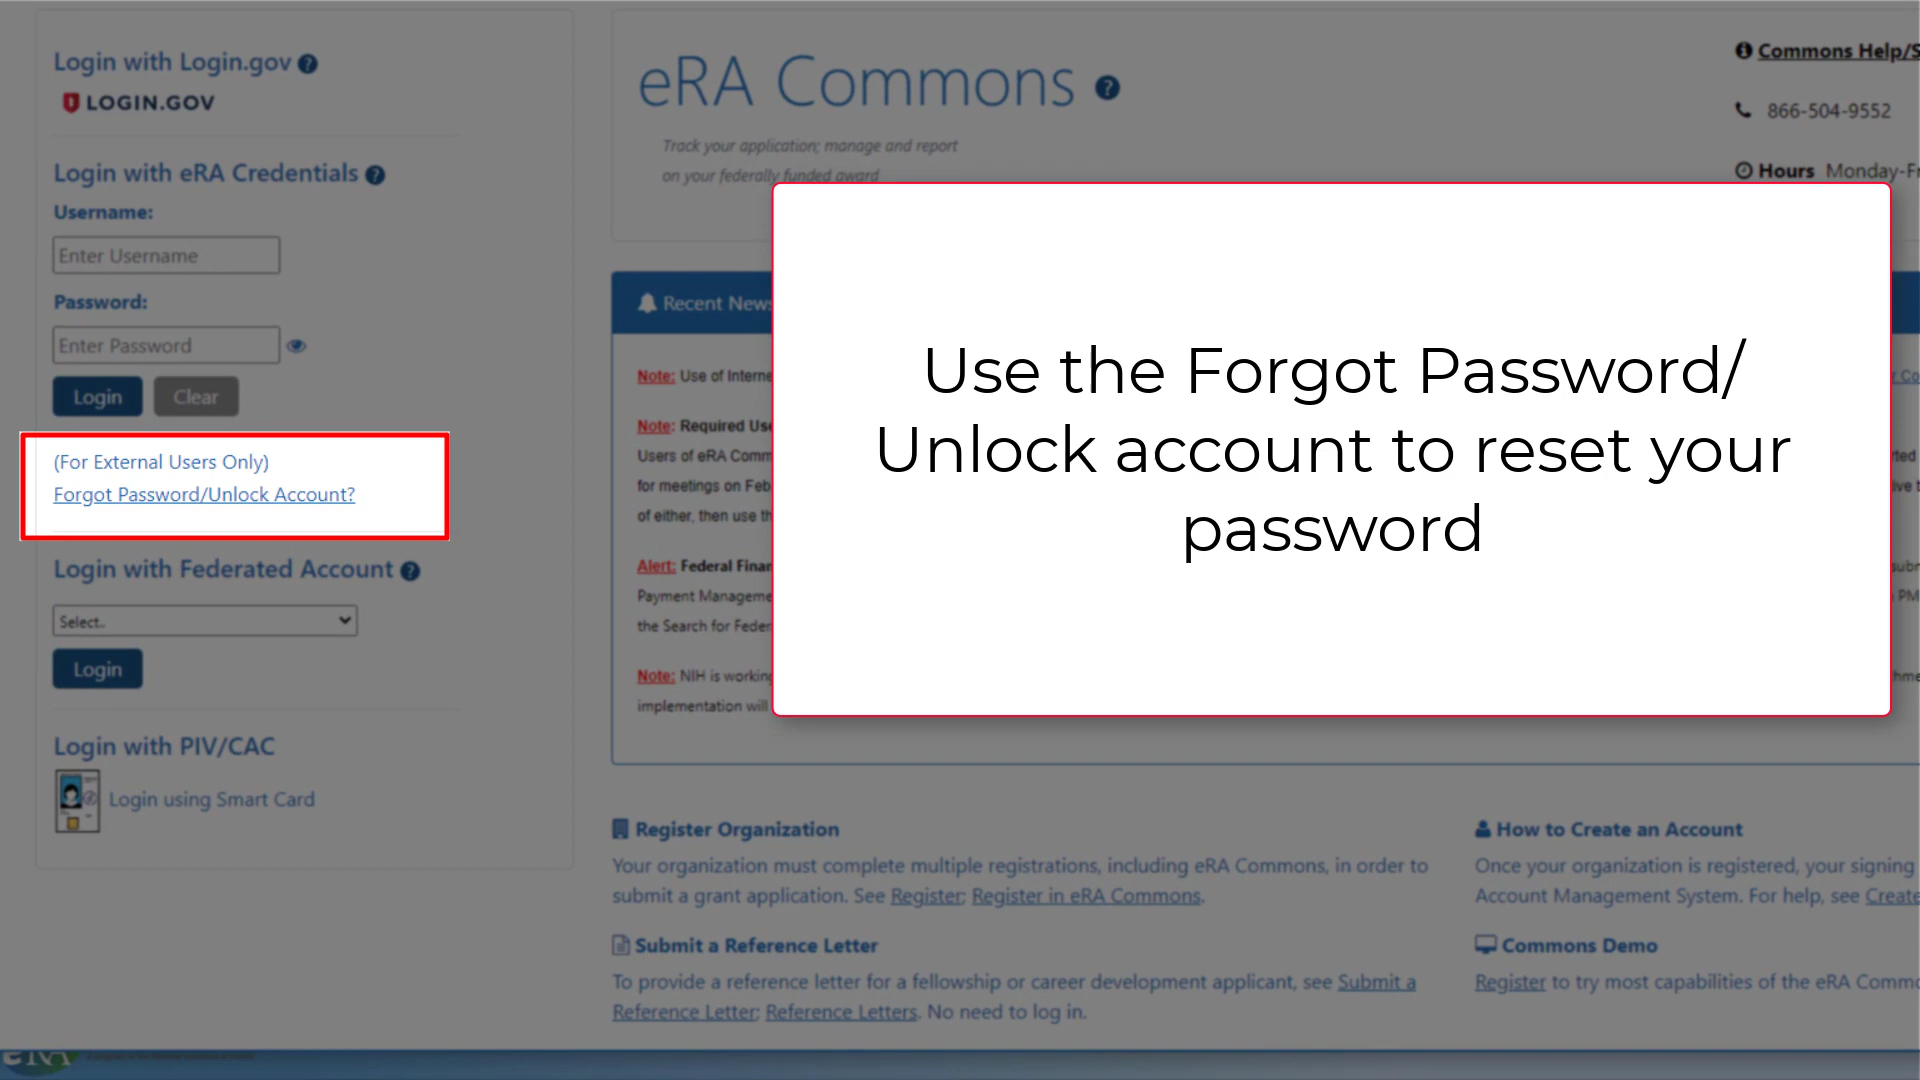 Login with Login.gov ?
LOGIN.GOV
Login with eRA Credentials ?
Username:
Enter Username
Password:
Enter Password
Login Clear
(For External Users Only)
Forgot Password/Unlock Account?
Login with Federated Account ?
Select..
Login
Login with PIV/CAC
Login using Smart Card
eRA Commons ?
Track your application; manage and report
on your federally funded award
Commons Help/S
866-504-9552
Hours Monday-Fr
Recent News
Note: Use of Interne
Note: Required Use
Users of eRA Comm
for meetings on Feb
of either, then use th
Alert: Federal Finan
Payment Manageme
the Search for Feder
Note: NIH is working
implementation will
Use the Forgot Password/
Unlock account to reset your
password
Register Organization
Your organization must complete multiple registrations, including eRA Commons, in order to
submit a grant application. See Register; Register in eRA Commons.
Submit a Reference Letter
To provide a reference letter for a fellowship or career development applicant, see Submit a
Reference Letter; Reference Letters. No need to log in.
How to Create an Account
Once your organization is registered, your signing
Account Management System. For help, see Create
Commons Demo
Register to try most capabilities of the eRA Commo
eRA